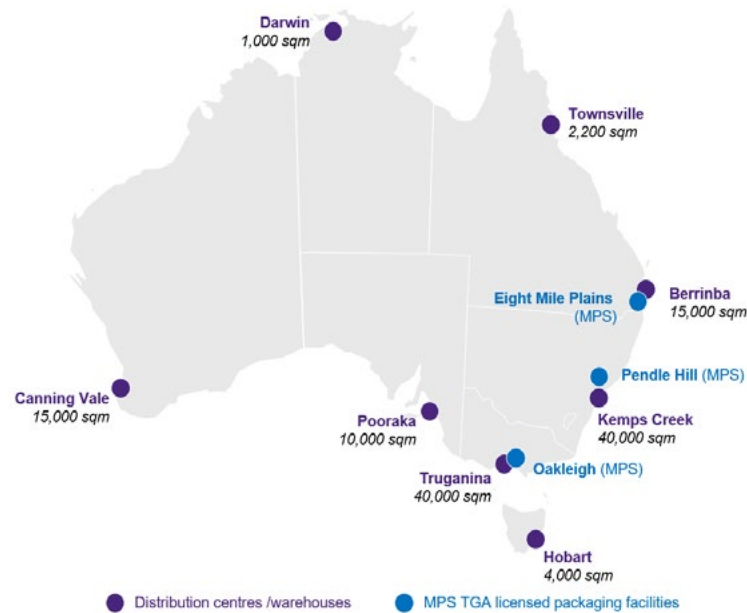 Darwin
1,000 sqm
Townsville
2,200 sqm
Berrinba
15,000 sqm
Eight Mile Plains
(MPS)
Pendle Hill (MPS)
Canning Vale
15,000 sqm
Pooraka
10,000 sqm
Kemps Creek
40,000 sqm
Oakleigh (MPS)
Truganina
40,000 sqm
Hobart
4,000 sqm
Distribution centres /warehouses
MPS TGA licensed packaging facilities